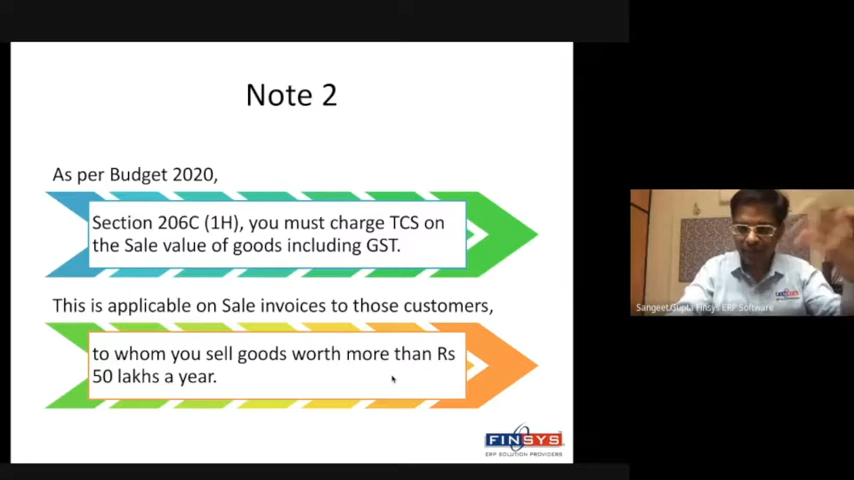 Note 2
As per Budget 2020,
Section 206C (1H), you must charge TCS on
the Sale value of goods including GST.
This is applicable on Sale invoices to those customers,
to whom you sell goods worth more than Rs
50 lakhs a year.
FINSYS
ERP SOLUTION PROVIDERS
Sangeet Gupta Finsys ERP Software